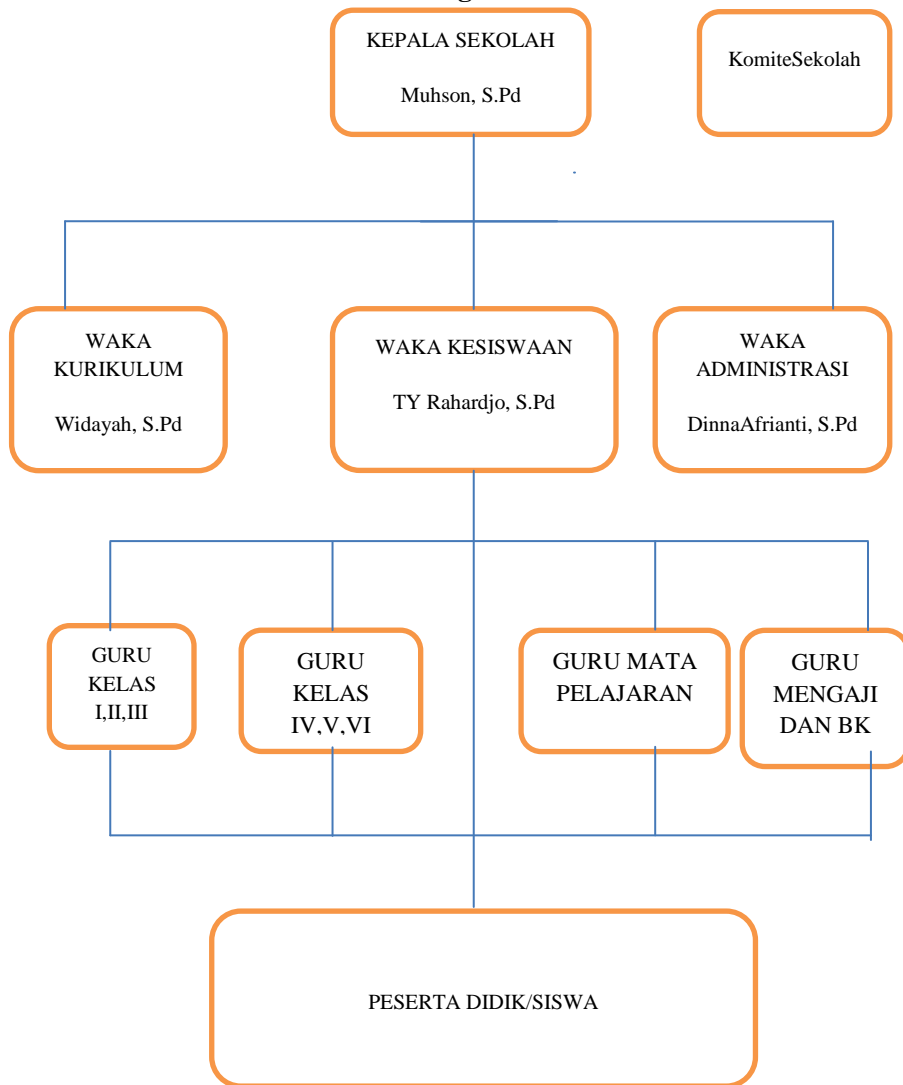 KEPALA SEKOLAH
Muhson, S.Pd
KomiteSekolah
WAKA
KURIKULUM
Widayah, S.Pd
WAKA KESISWAAN
TY Rahardjo, S.Pd
WAKA
ADMINISTRASI
DinnaAfrianti, S.Pd
GURU
KELAS
I,II,III
GURU
KELAS
IV,V,VI
GURU MATA
PELAJARAN
GURU
MENGAJI
DAN BK
PESERTA DIDIK/SISWA